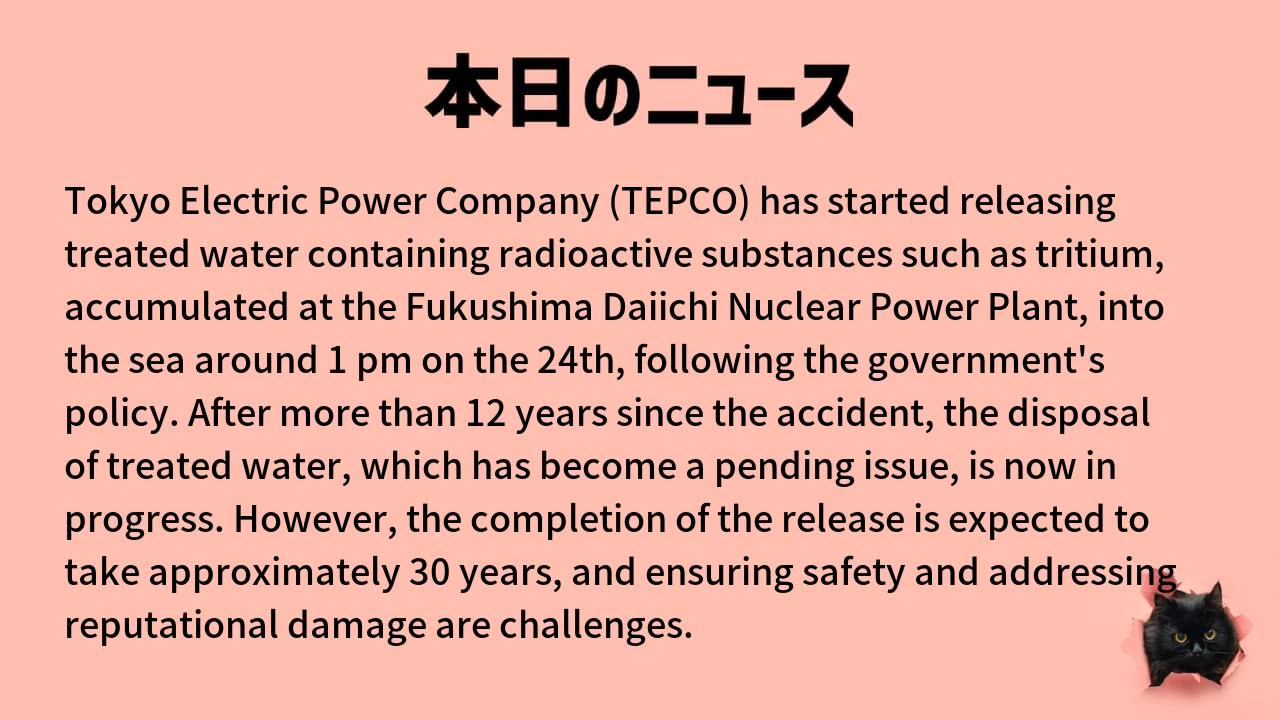 本日のニュース
Tokyo Electric Power Company (TEPCO) has started releasing
treated water containing radioactive substances such as tritium,
accumulated at the Fukushima Daiichi Nuclear Power Plant, into
the sea around 1 pm on the 24th, following the government's
policy. After more than 12 years since the accident, the disposal
of treated water, which has become a pending issue, is now in
progress. However, the completion of the release is expected to
take approximately 30 years, and ensuring safety and addressing
reputational damage are challenges.